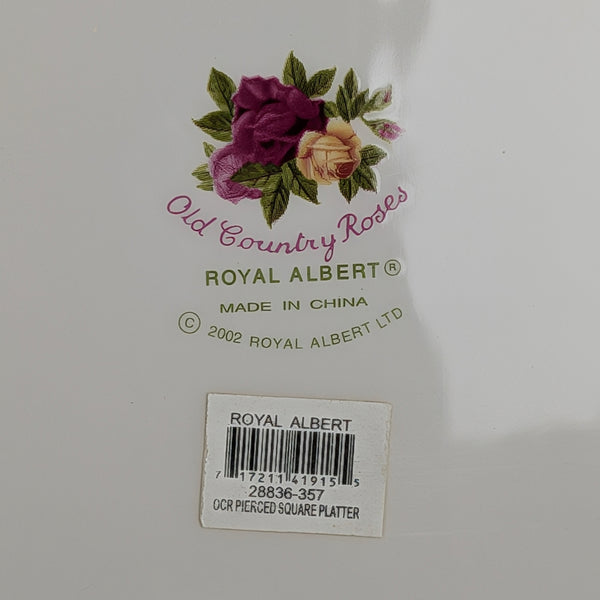 Old Country Roses
ROYAL ALBERT®
MADE IN CHINA
© 2002 ROYAL ALBERT LTD
ROYAL ALBERT
7 17211 41915 5
28836-357
OCR PIERCED SQUARE PLATTER